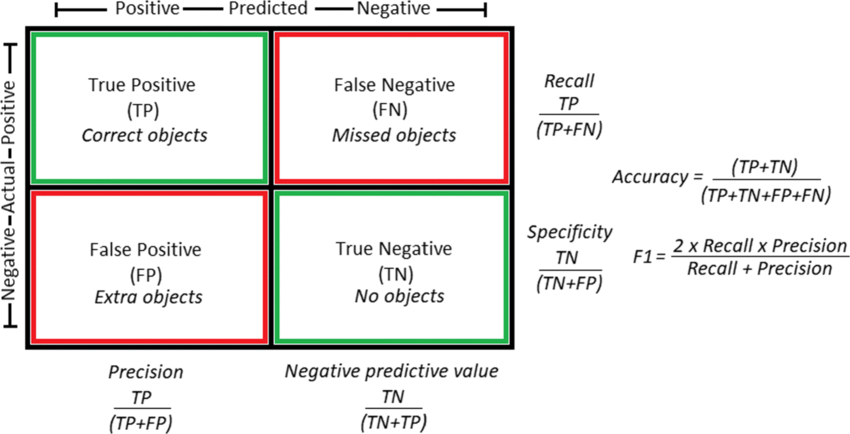 Positive Predicted Negative
Negative Actual Positive
True Positive
(TP)
Correct objects
False Negative
(FN)
Missed objects
Recall
TP
(TP+FN)
False Positive
(FP)
Extra objects
True Negative
(TN)
No objects
Specificity
TN
(TN+FP)
Accuracy = (TP+TN)
(TP+TN+FP+FN)
F1 = 2 x Recall x Precision
Recall + Precision
Precision
TP
(TP+FP)
Negative predictive value
TN
(TN+TP)